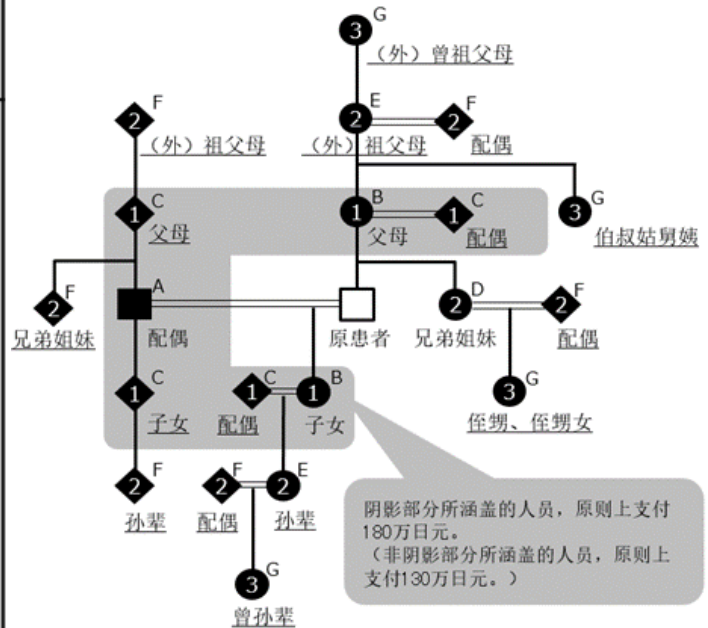 3 G
（外）曾祖父母
2 F
（外）祖父母
2 E
（外）祖父母
2 F
配偶
1 C
父母
1 B
父母
1 C
配偶
3 G
伯叔姑舅姨
2 F
兄弟姐妹
A
配偶
原患者
2 D
兄弟姐妹
2 F
配偶
1 C
子女
1 C
配偶
1 B
子女
3 G
侄甥、侄甥女
2 F
孙辈
2 F
配偶
2 E
孙辈
3 G
曾孙辈
阴影部分所涵盖的人员，原则上支付
180万日元。
（非阴影部分所涵盖的人员，原则上
支付130万日元。）